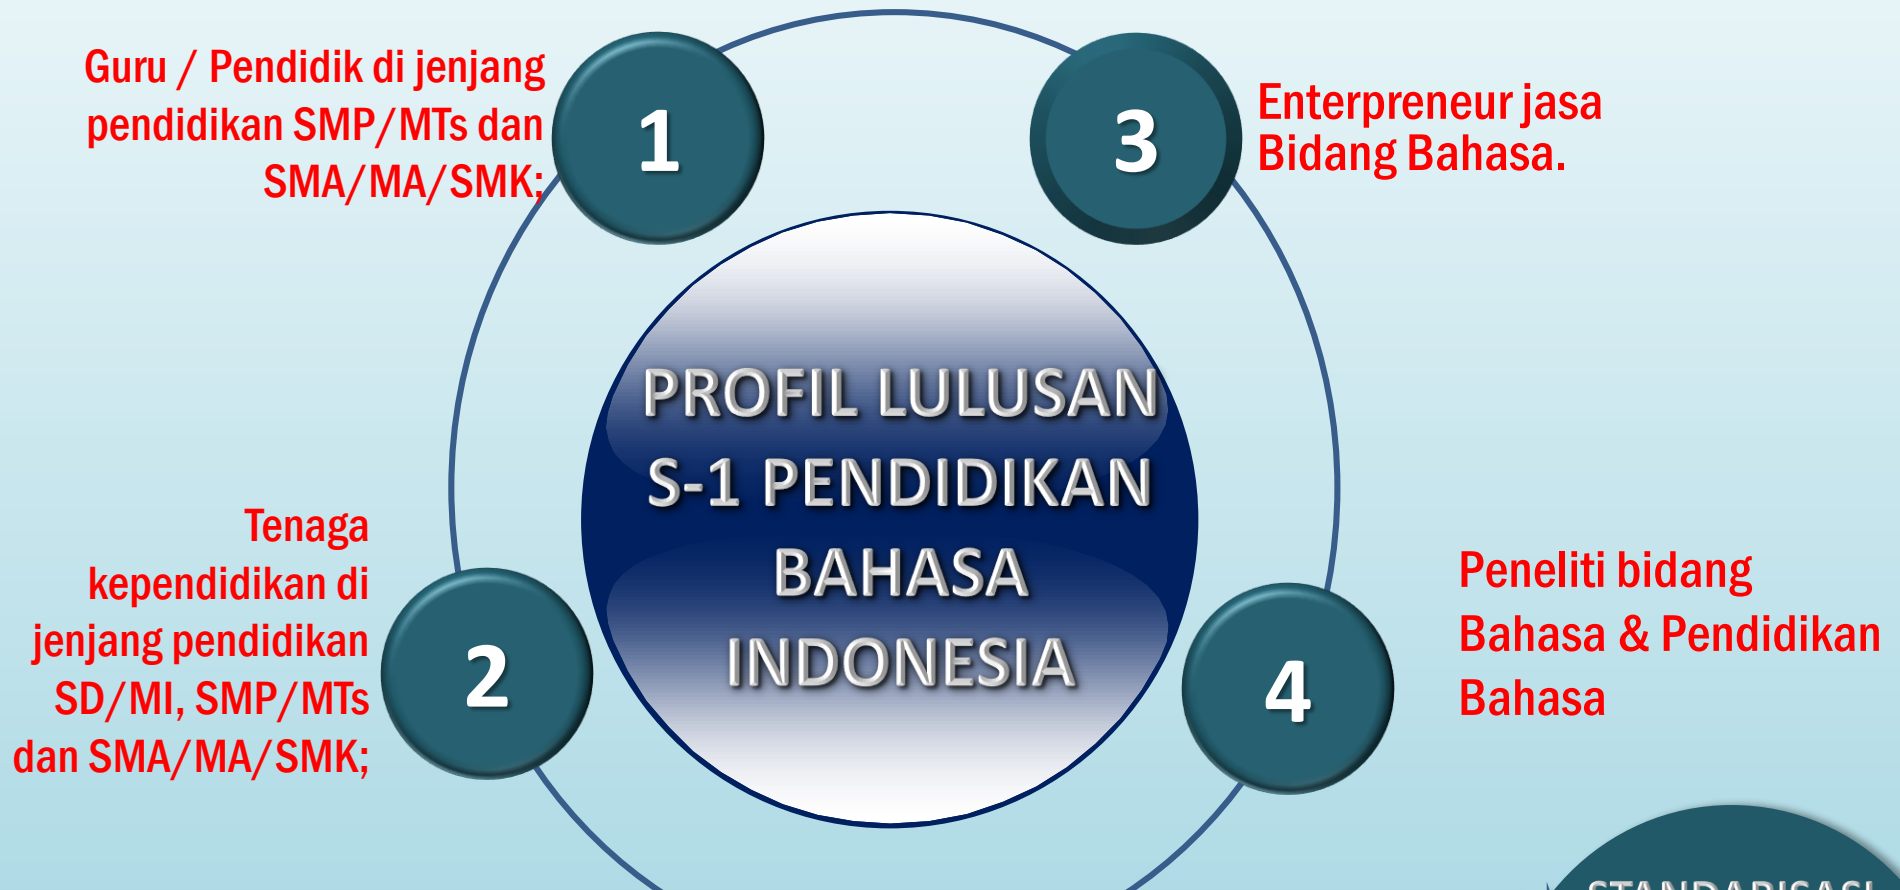 Guru / Pendidik di jenjang
pendidikan SMP/MTs dan
SMA/MA/SMK;
1
3
Enterpreneur jasa
Bidang Bahasa.
PROFIL LULUSAN
S-1 PENDIDIKAN
BAHASA
INDONESIA
Tenaga
kependidikan di
jenjang pendidikan
SD/MI, SMP/MTs
dan SMA/MA/SMK;
2
4
Peneliti bidang
Bahasa & Pendidikan
Bahasa
STANDARISASI